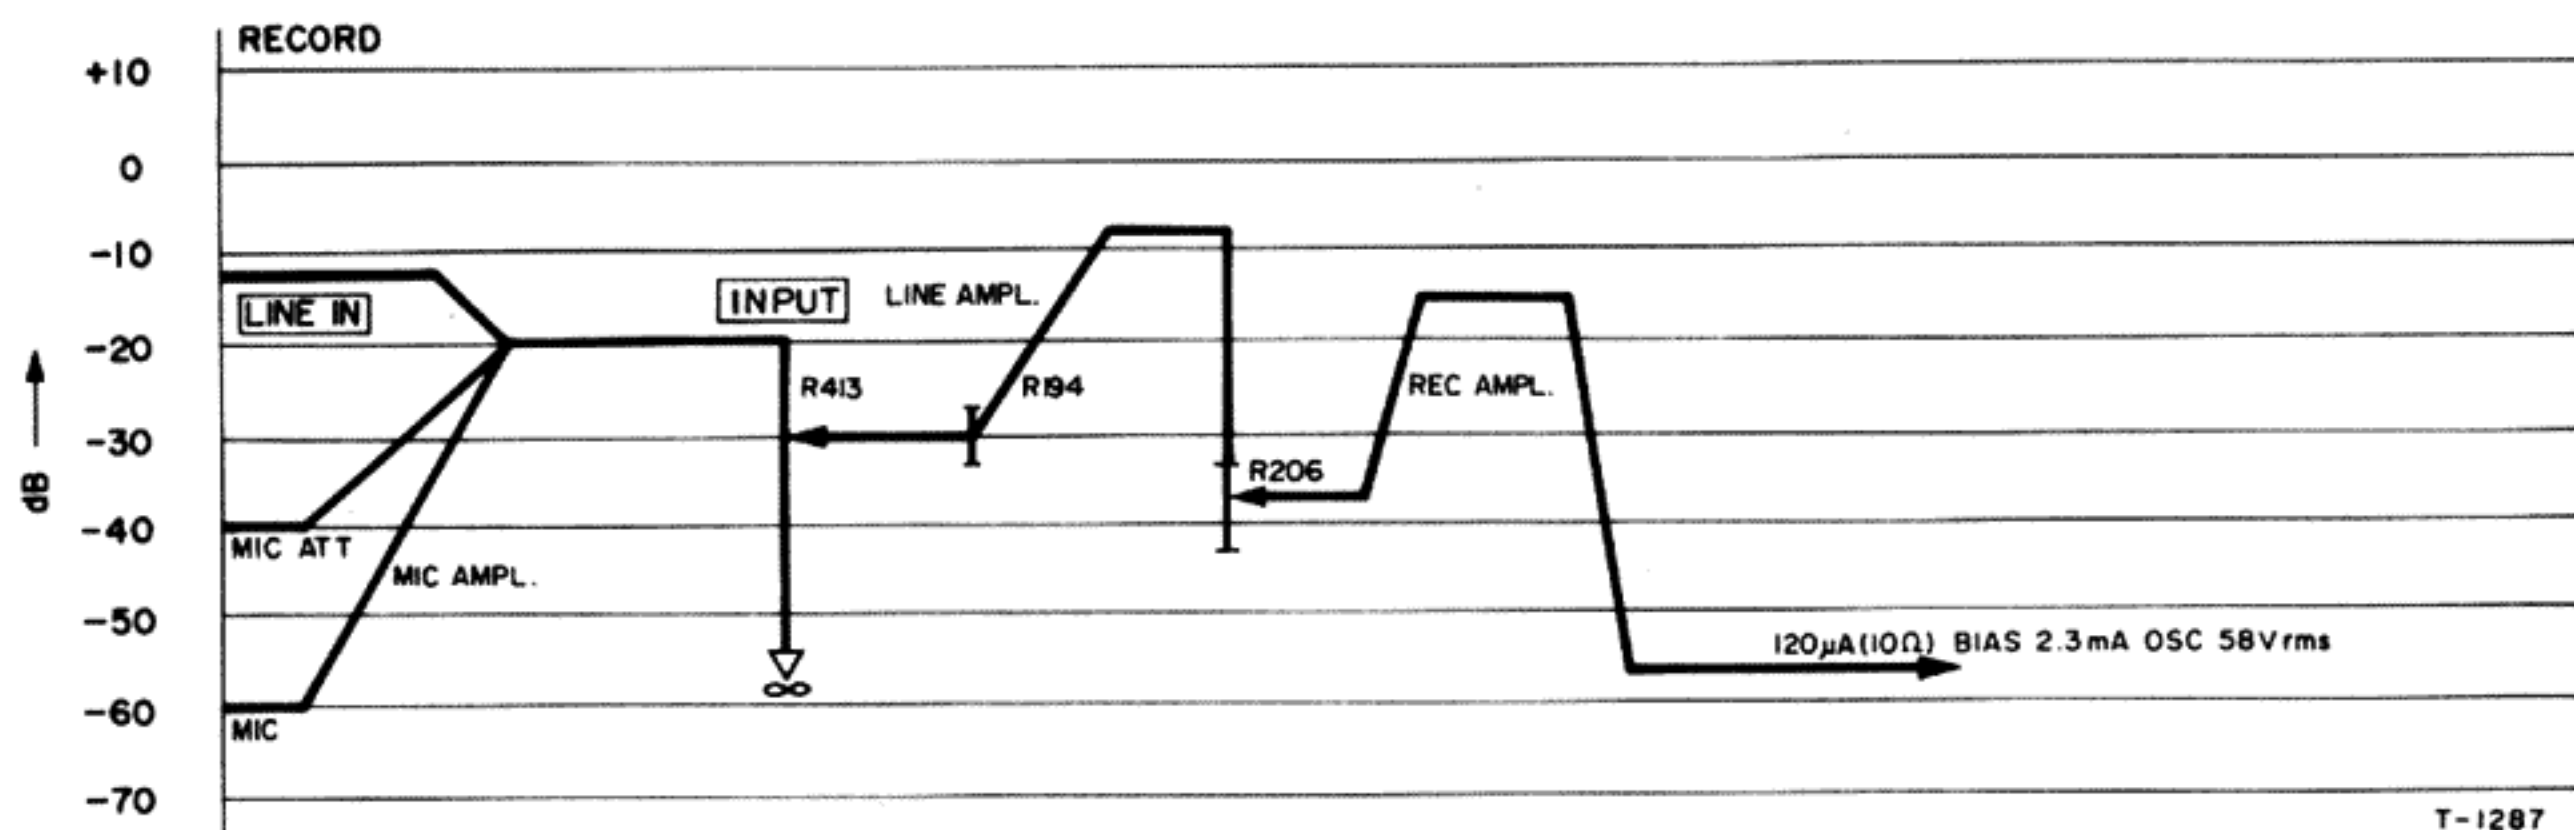 RECORD
+10
0
-10
LINE IN
INPUT
LINE AMPL.
-20
R413
R194
REC AMPL.
-30
R206
dB
-40
MIC ATT
MIC AMPL.
-50
120µA(10Ω) BIAS 2.3mA OSC 58Vrms
∞
-60
MIC
-70
T-1287